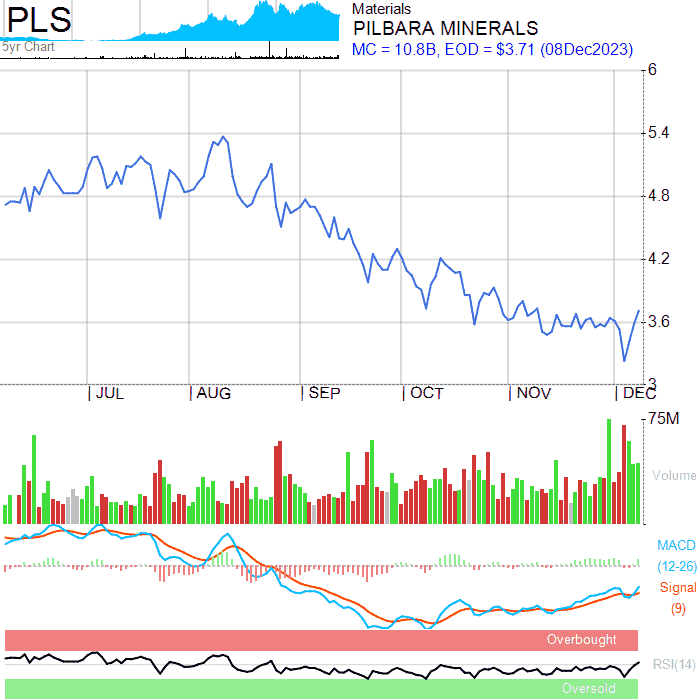 PLS
5yr Chart
Materials
PILBARA MINERALS
MC = 10.8B, EOD = $3.71 (08Dec2023)
6
5.4
4.8
4.2
3.6
3
JUL AUG SEP OCT NOV DEC
75M
Volume
MACD
(12-26)
Signal
(9)
Overbought
RSI(14)
Oversold